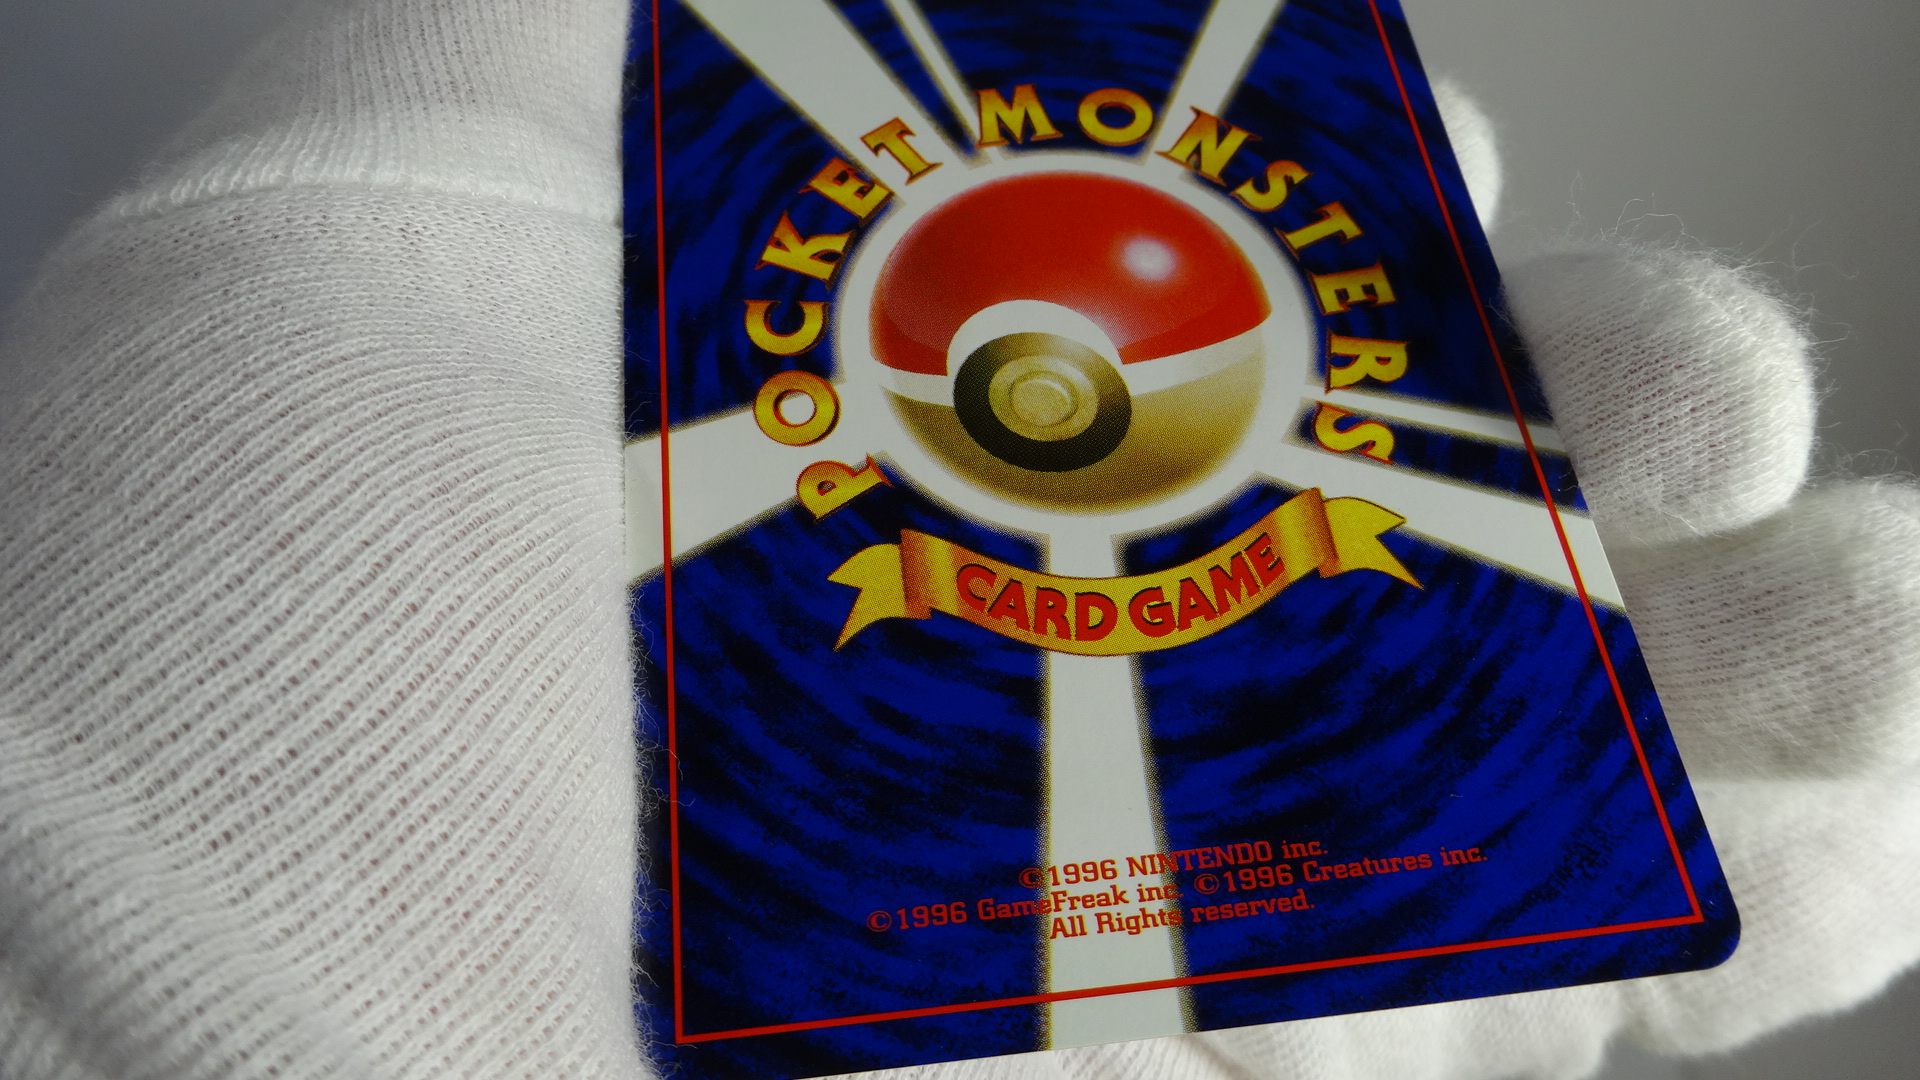 POCKET MONSTERS
CARD GAME
©1996 NINTENDO inc.
©1996 GameFreak inc. ©1996 Creatures inc.
All Rights reserved.